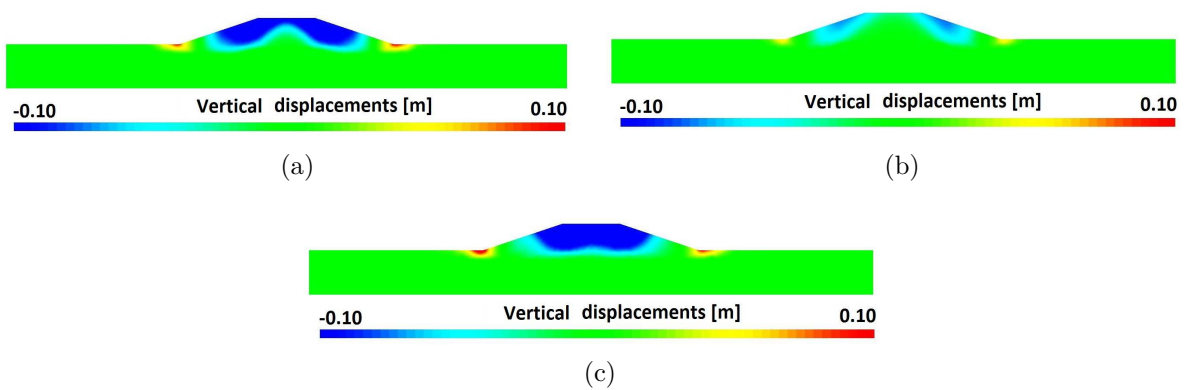 Vertical displacements [m]
-0.10 0.10
(a)
Vertical displacements [m]
-0.10 0.10
(b)
Vertical displacements [m]
-0.10 0.10
(c)